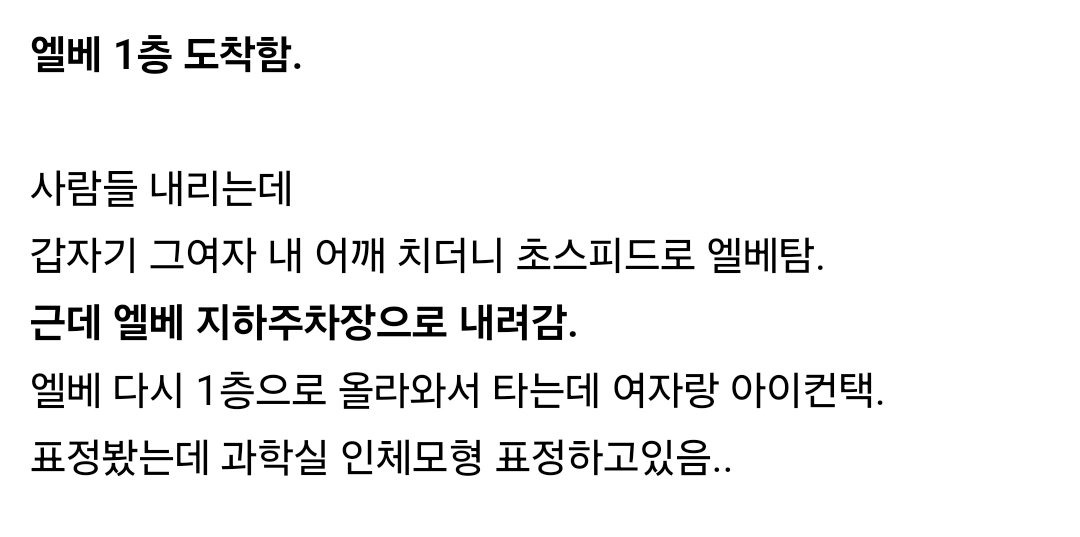 엘베 1층 도착함.
사람들 내리는데
갑자기 그여자 내 어깨 치더니 초스피드로 엘베탐.
근데 엘베 지하주차장으로 내려감.
엘베 다시 1층으로 올라와서 타는데 여자랑 아이컨택.
표정봤는데 과학실 인체모형 표정하고있음..